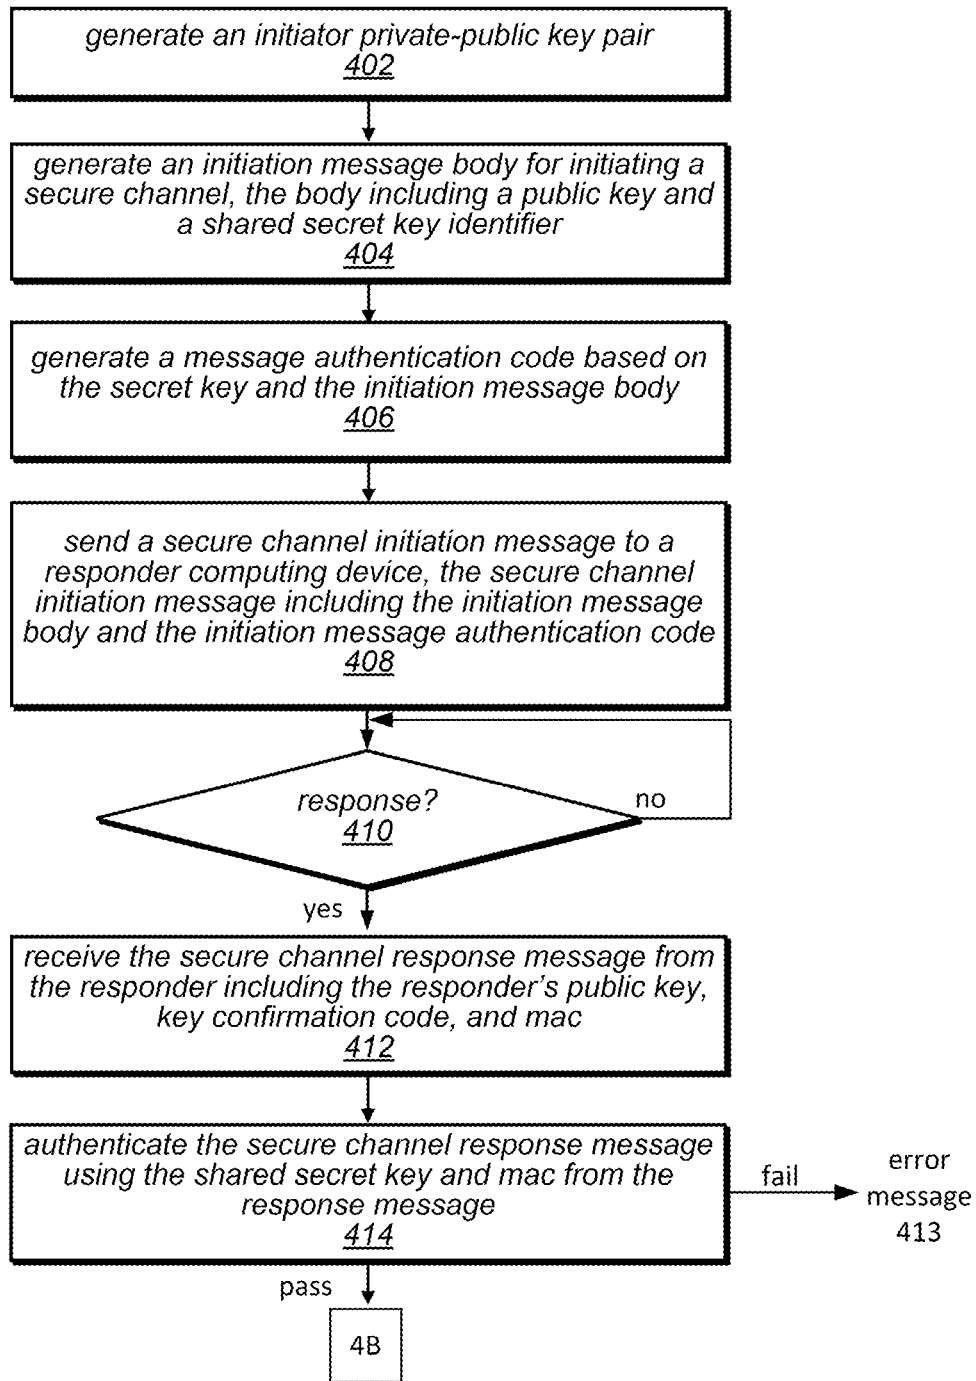 generate an initiator private-public key pair
402
generate an initiation message body for initiating a
secure channel, the body including a public key and
a shared secret key identifier
404
generate a message authentication code based on
the secret key and the initiation message body
406
send a secure channel initiation message to a
responder computing device, the secure channel
initiation message including the initiation message
body and the initiation message authentication code
408
response?
410
no
yes
receive the secure channel response message from
the responder including the responder's public key,
key confirmation code, and mac
412
authenticate the secure channel response message
using the shared secret key and mac from the
response message
414
fail
error
message
413
pass
4B